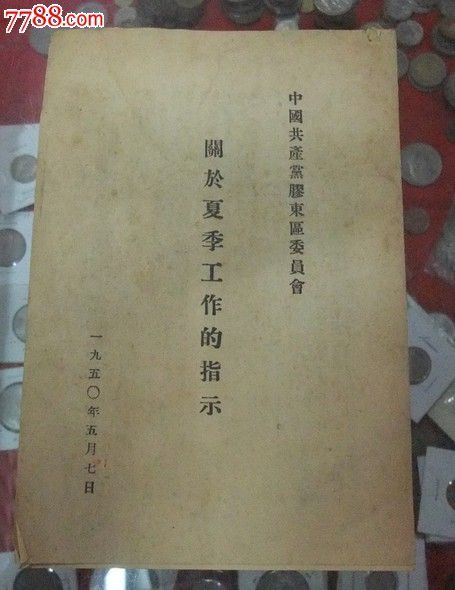 7788.com
中國共產黨膠東區委員會
關於夏季工作的指示
一九五〇年五月七日